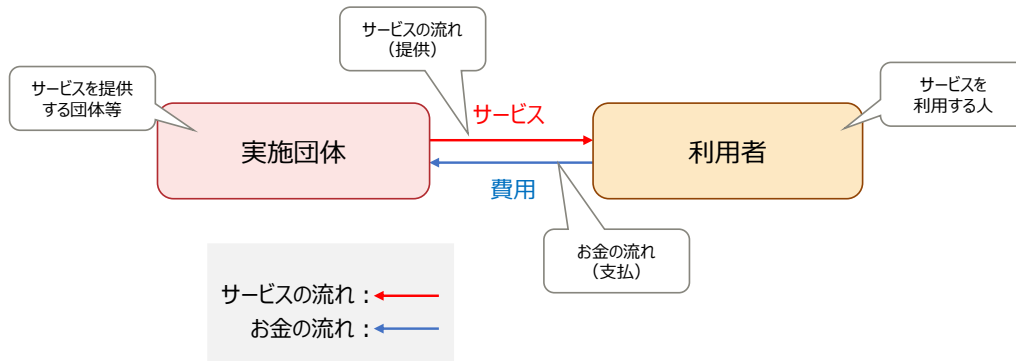 サービスの流れ
（提供）
サービスを提供
する団体等
サービスを
利用する人
サービス
実施団体
利用者
費用
お金の流れ
（支払）
サービスの流れ：
お金の流れ：